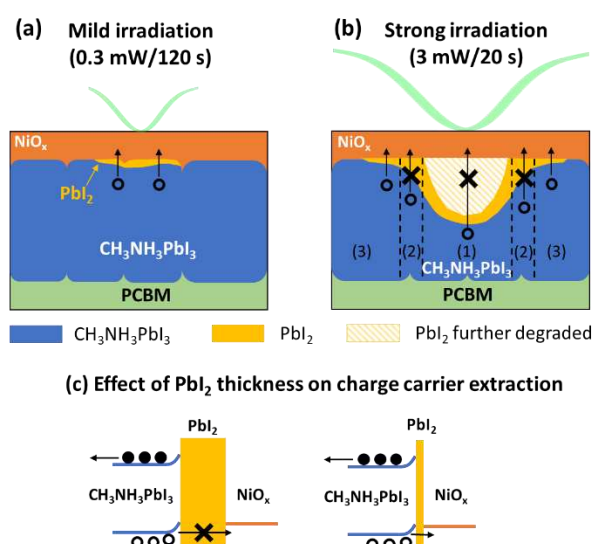 (a) Mild irradiation
(0.3 mW/120 s)
NiOₓ
PbI₂
CH₃NH₃PbI₃
PCBM
(b) Strong irradiation
(3 mW/20 s)
NiOₓ
(3) (2) (1) (2) (3)
CH₃NH₃PbI₃
PCBM
CH₃NH₃PbI₃ PbI₂ PbI₂ further degraded
(c) Effect of PbI₂ thickness on charge carrier extraction
PbI₂
CH₃NH₃PbI₃ NiOₓ
PbI₂
CH₃NH₃PbI₃ NiOₓ